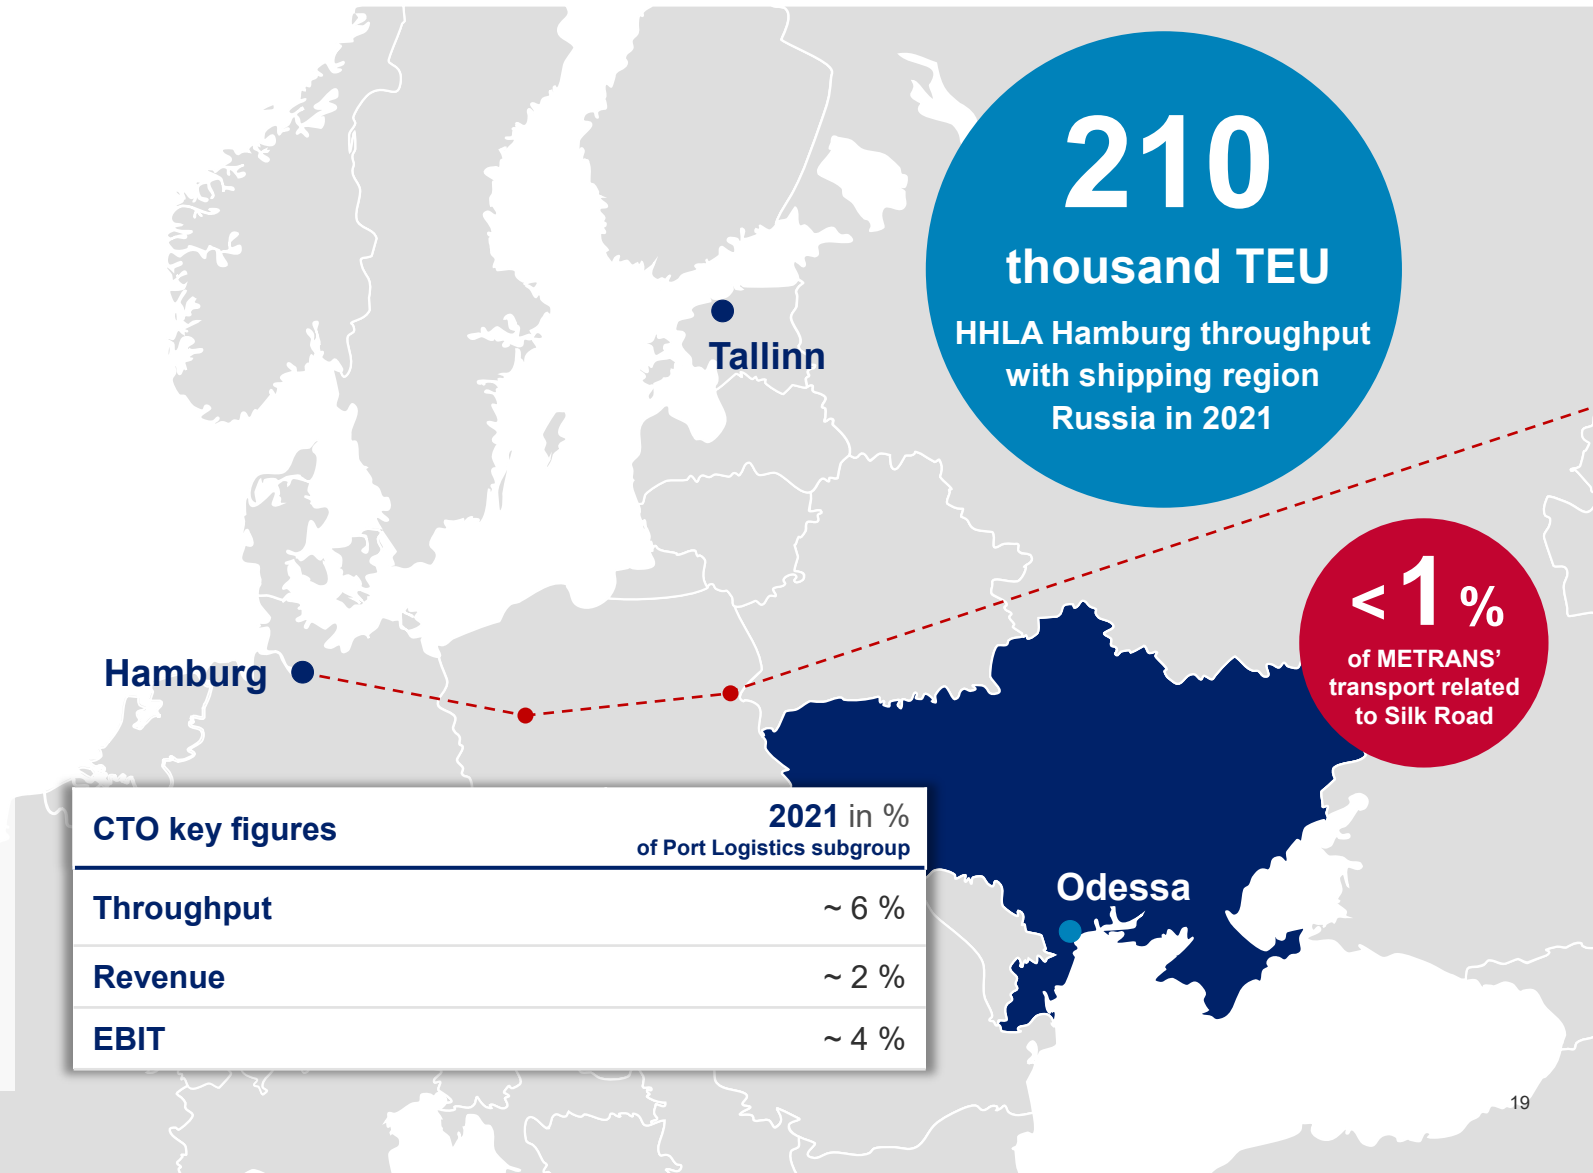 210
thousand TEU
HHLA Hamburg throughput
with shipping region
Russia in 2021
Tallinn
< 1 %
of METRANS’
transport related
to Silk Road
Hamburg
CTO key figures
2021 in %
of Port Logistics subgroup
Throughput ~ 6 %
Revenue ~ 2 %
EBIT ~ 4 %
Odessa
19